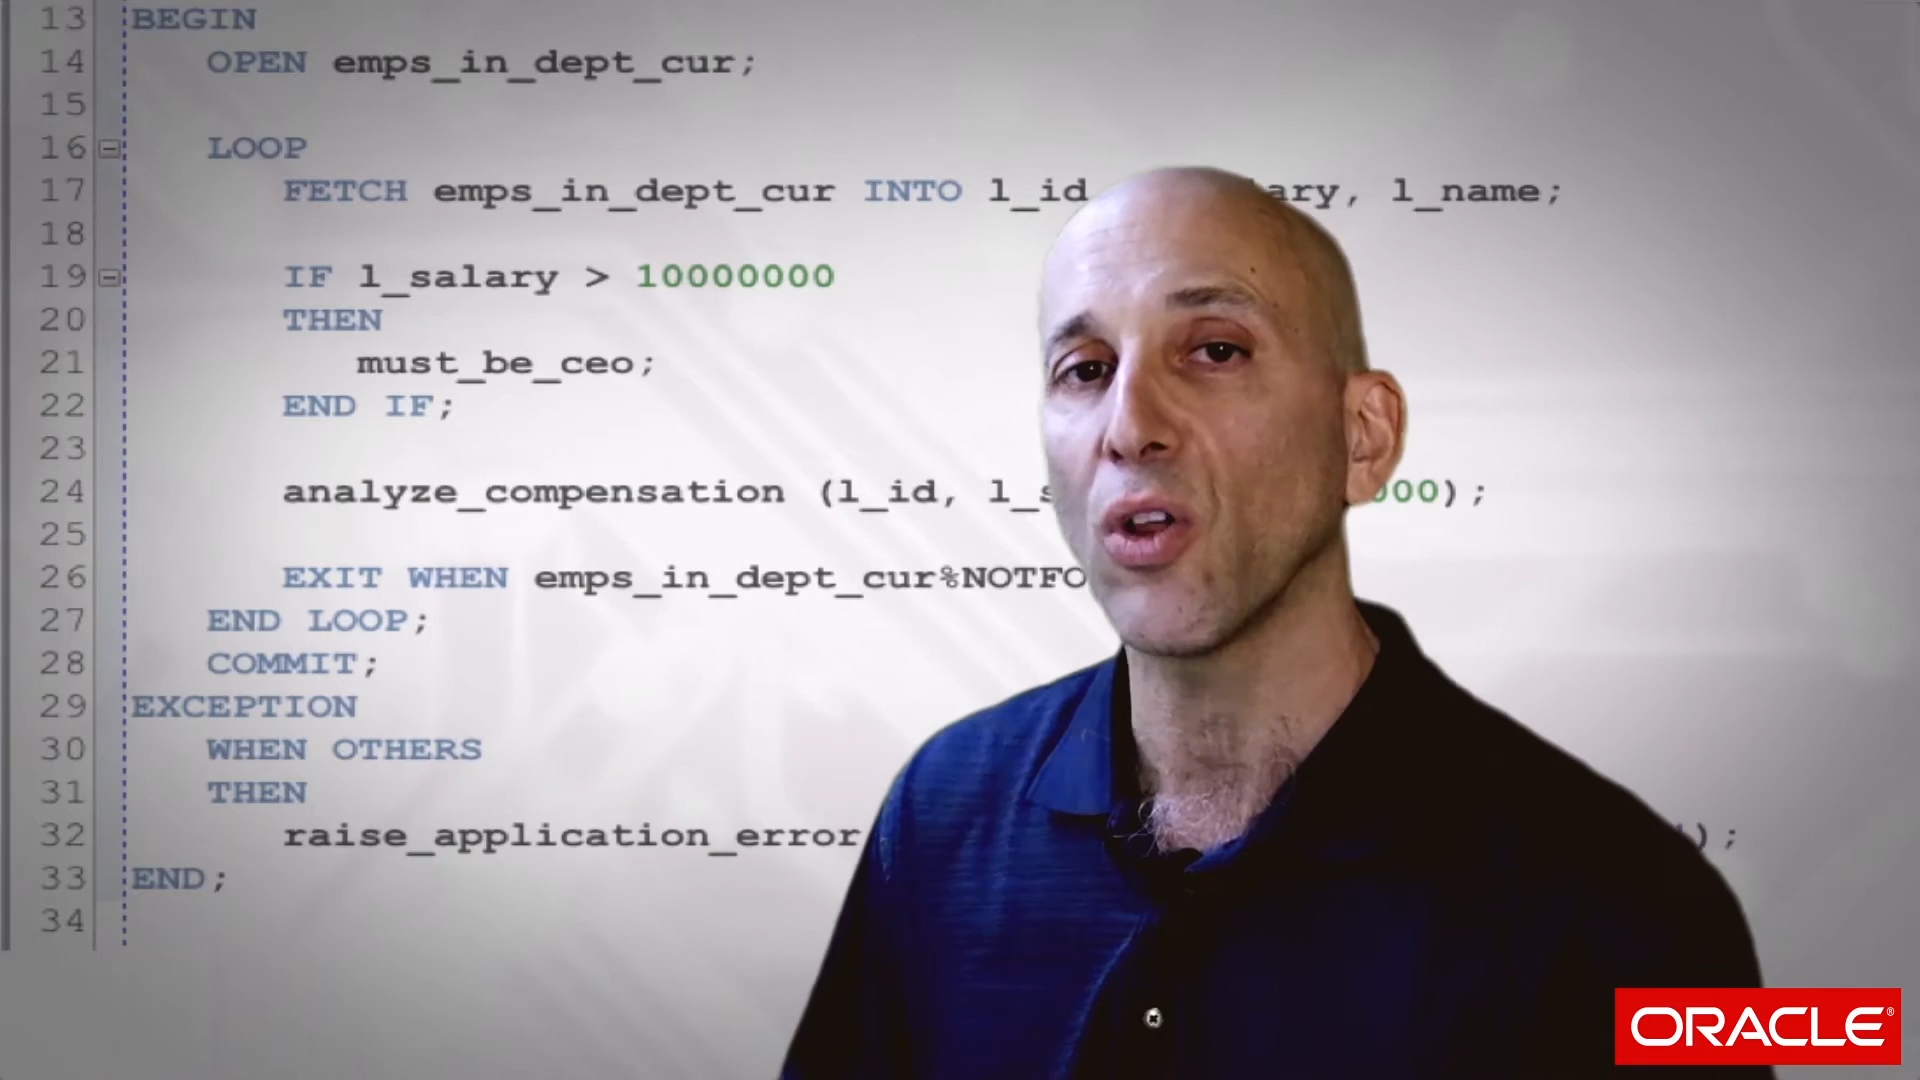 13 BEGIN
14 OPEN emps_in_dept_cur;
15
16 LOOP
17 FETCH emps_in_dept_cur INTO l_id ary, l_name;
18
19 IF l_salary > 10000000
20 THEN
21 must_be_ceo;
22 END IF;
23
24 analyze_compensation (l_id, l_s 000);
25
26 EXIT WHEN emps_in_dept_cur%NOTFO
27 END LOOP;
28 COMMIT;
29 EXCEPTION
30 WHEN OTHERS
31 THEN
32 raise_application_error );
33 END;
34
ORACLE®